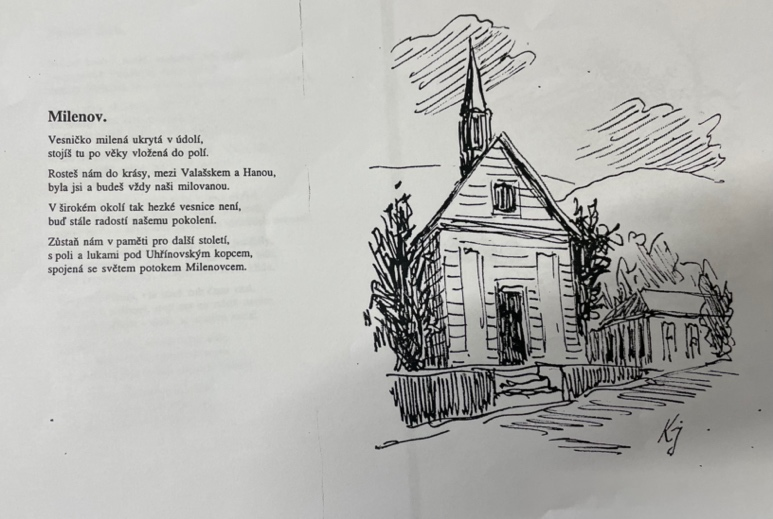 Milenov.
Vesničko milená ukrytá v údolí,
stojíš tu po věky vložená do polí.
Rosteš nám do krásy, mezi Valašskem a Hanou,
byla jsi a budeš vždy naši milovanou.
V širokém okolí tak hezké vesnice není,
buď stále radostí našemu pokolení.
Zůstaň nám v paměti pro další století,
s poli a lukami pod Uhřínovským kopcem,
spojená se světem potokem Milenovcem.
Kj